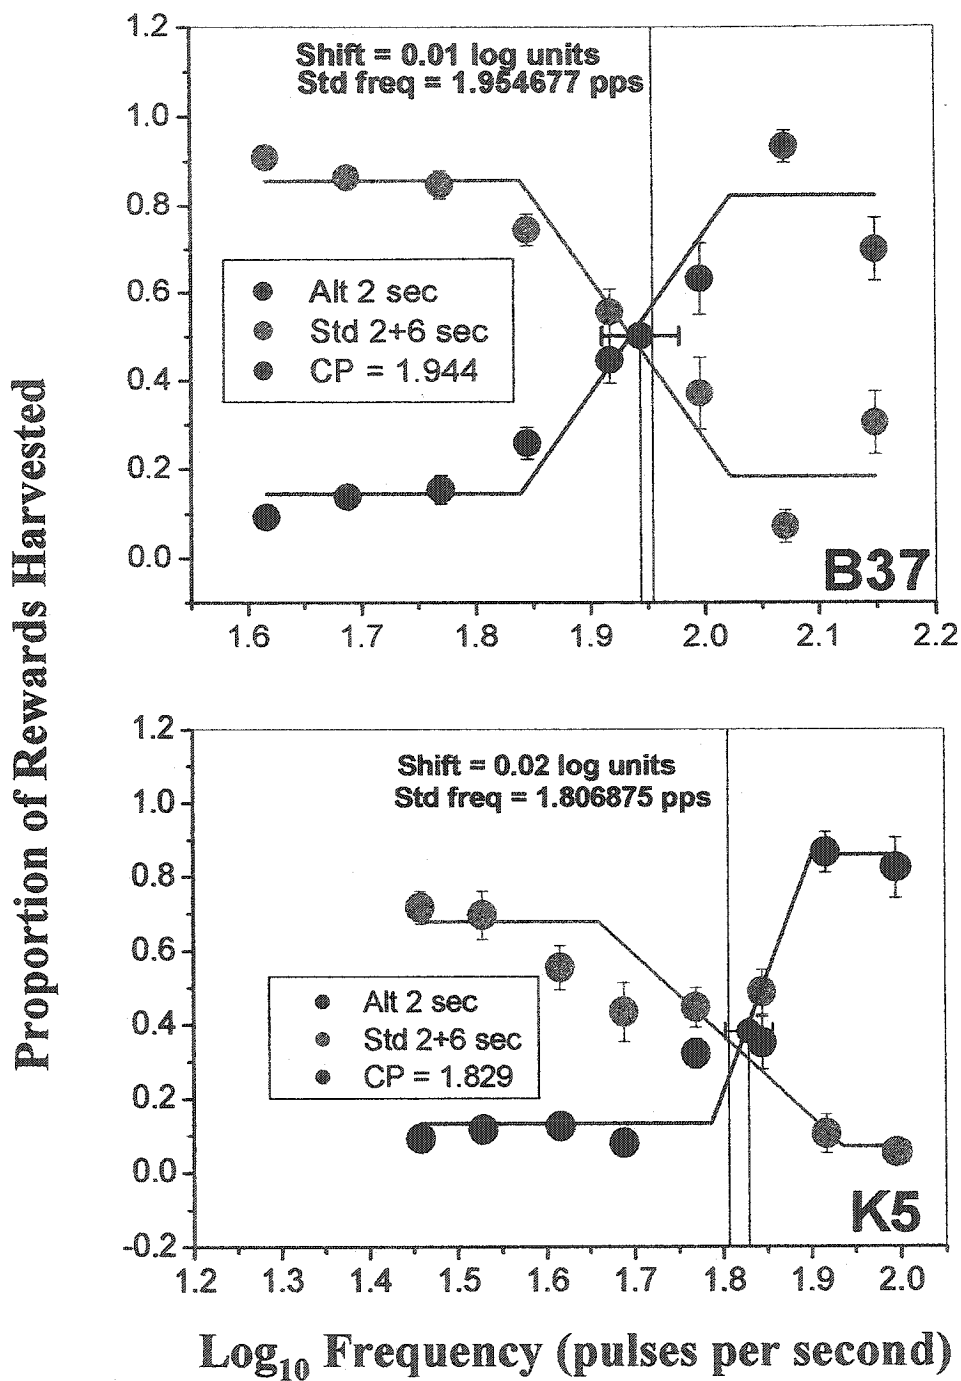 Proportion of Rewards Harvested
1.2
1.0
0.8
0.6
0.4
0.2
0.0
Shift = 0.01 log units
Std freq = 1.954677 pps
Alt 2 sec
Std 2+6 sec
CP = 1.944
B37
1.6 1.7 1.8 1.9 2.0 2.1 2.2
1.2
1.0
0.8
0.6
0.4
0.2
0.0
-0.2
Shift = 0.02 log units
Std freq = 1.806875 pps
Alt 2 sec
Std 2+6 sec
CP = 1.829
K5
1.2 1.3 1.4 1.5 1.6 1.7 1.8 1.9 2.0
Log10 Frequency (pulses per second)